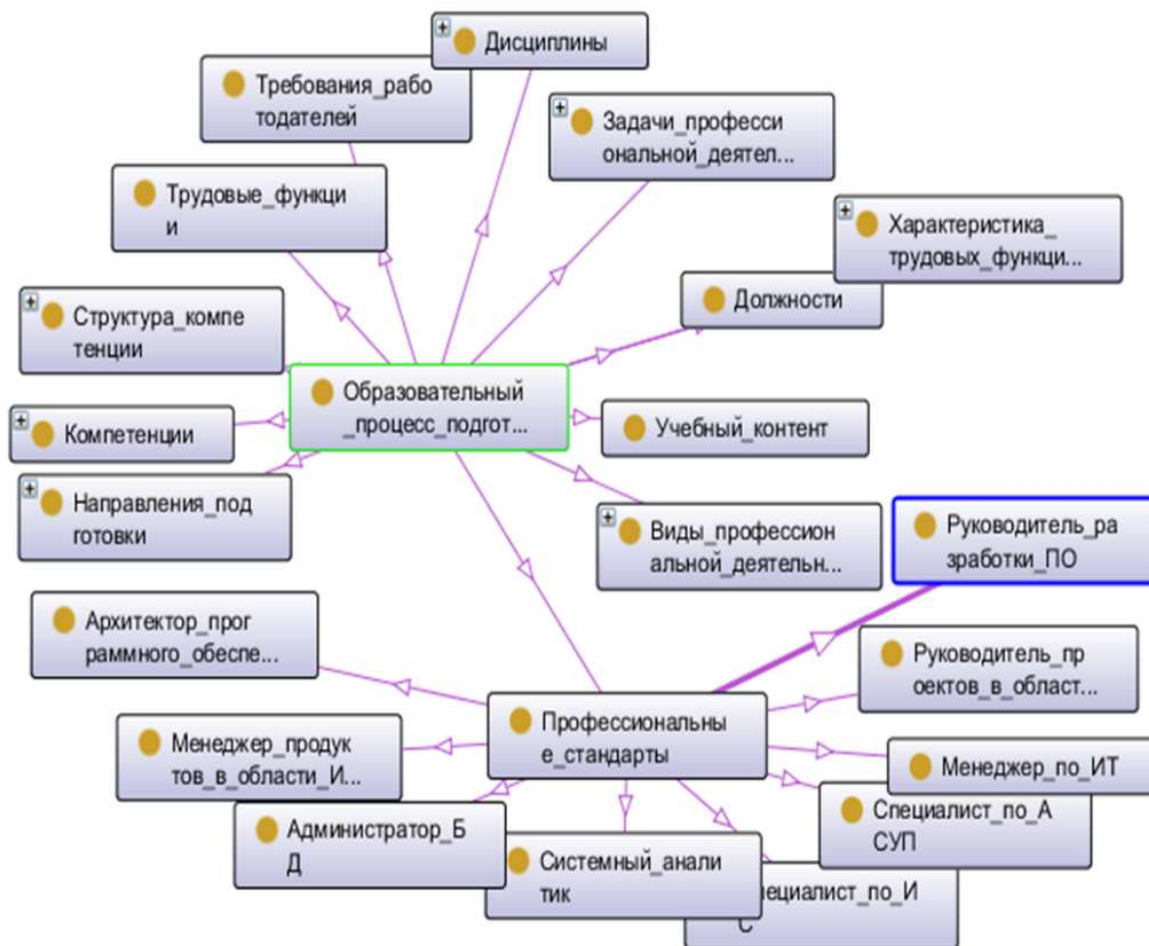 Дисциплины
Требования_рабо
тодателей
Задачи_професси
ональной_деятел...
Трудовые_функци
и
Характеристика_
трудовых_функци...
Должности
Структура_компе
тенции
Образовательный
_процесс_подгот...
Учебный_контент
Компетенции
Направления_под
готовки
Виды_профессион
альной_деятельн...
Руководитель_ра
зработки_ПО
Архитектор_прог
раммного_обеспе...
Руководитель_пр
оектов_в_област...
Профессиональны
е_стандарты
Менеджер_продук
тов_в_области_И...
Менеджер_по_ИТ
Специалист_по_А
СУП
Администратор_Б
Д
Системный_анали
тик
пециалист_по_И
С